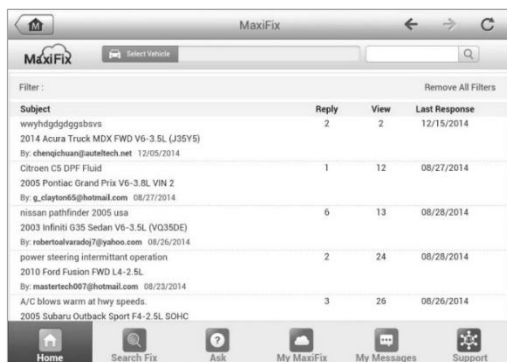 MaxiFix
MaxiFix Select Vehicle
Filter : Remove All Filters
Subject Reply View Last Response
wwyhdgdgdggsbsvs 2 2 12/15/2014
2014 Acura Truck MDX FWD V6-3.5L (J35Y5)
By: chenqichuan@auteltech.net 12/05/2014
Citroen C5 DPF Fluid 1 12 08/27/2014
2005 Pontiac Grand Prix V6-3.8L VIN 2
By: g_clayton65@hotmail.com 08/27/2014
nissan pathfinder 2005 usa 6 13 08/28/2014
2003 Infiniti G35 Sedan V6-3.5L (VQ35DE)
By: robertoalvaradoj7@yahoo.com 08/26/2014
power steering intermittant operation 2 24 08/28/2014
2010 Ford Fusion FWD L4-2.5L
By: mastertech007@hotmail.com 08/23/2014
A/C blows warm at hwy speeds. 3 26 08/26/2014
2005 Subaru Outback Sport F4-2.5L SOHC
Home Search Fix Ask My MaxiFix My Messages Support